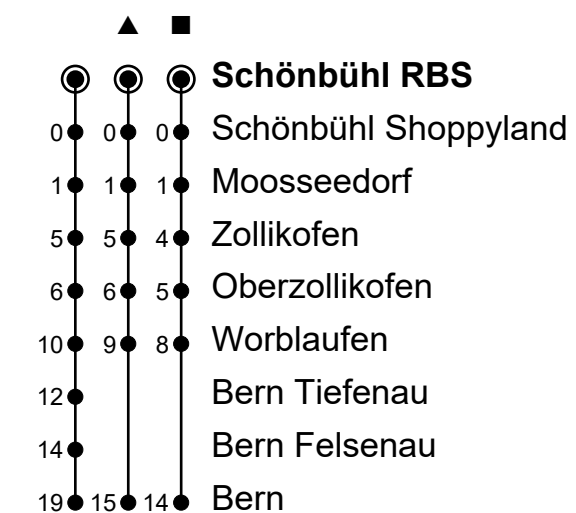 ▲ ■
Schönbühl RBS
0 0 0 Schönbühl Shoppyland
1 1 1 Moosseedorf
5 5 4 Zollikofen
6 6 5 Oberzollikofen
10 9 8 Worblaufen
12 Bern Tiefenau
14 Bern Felsenau
19 15 14 Bern